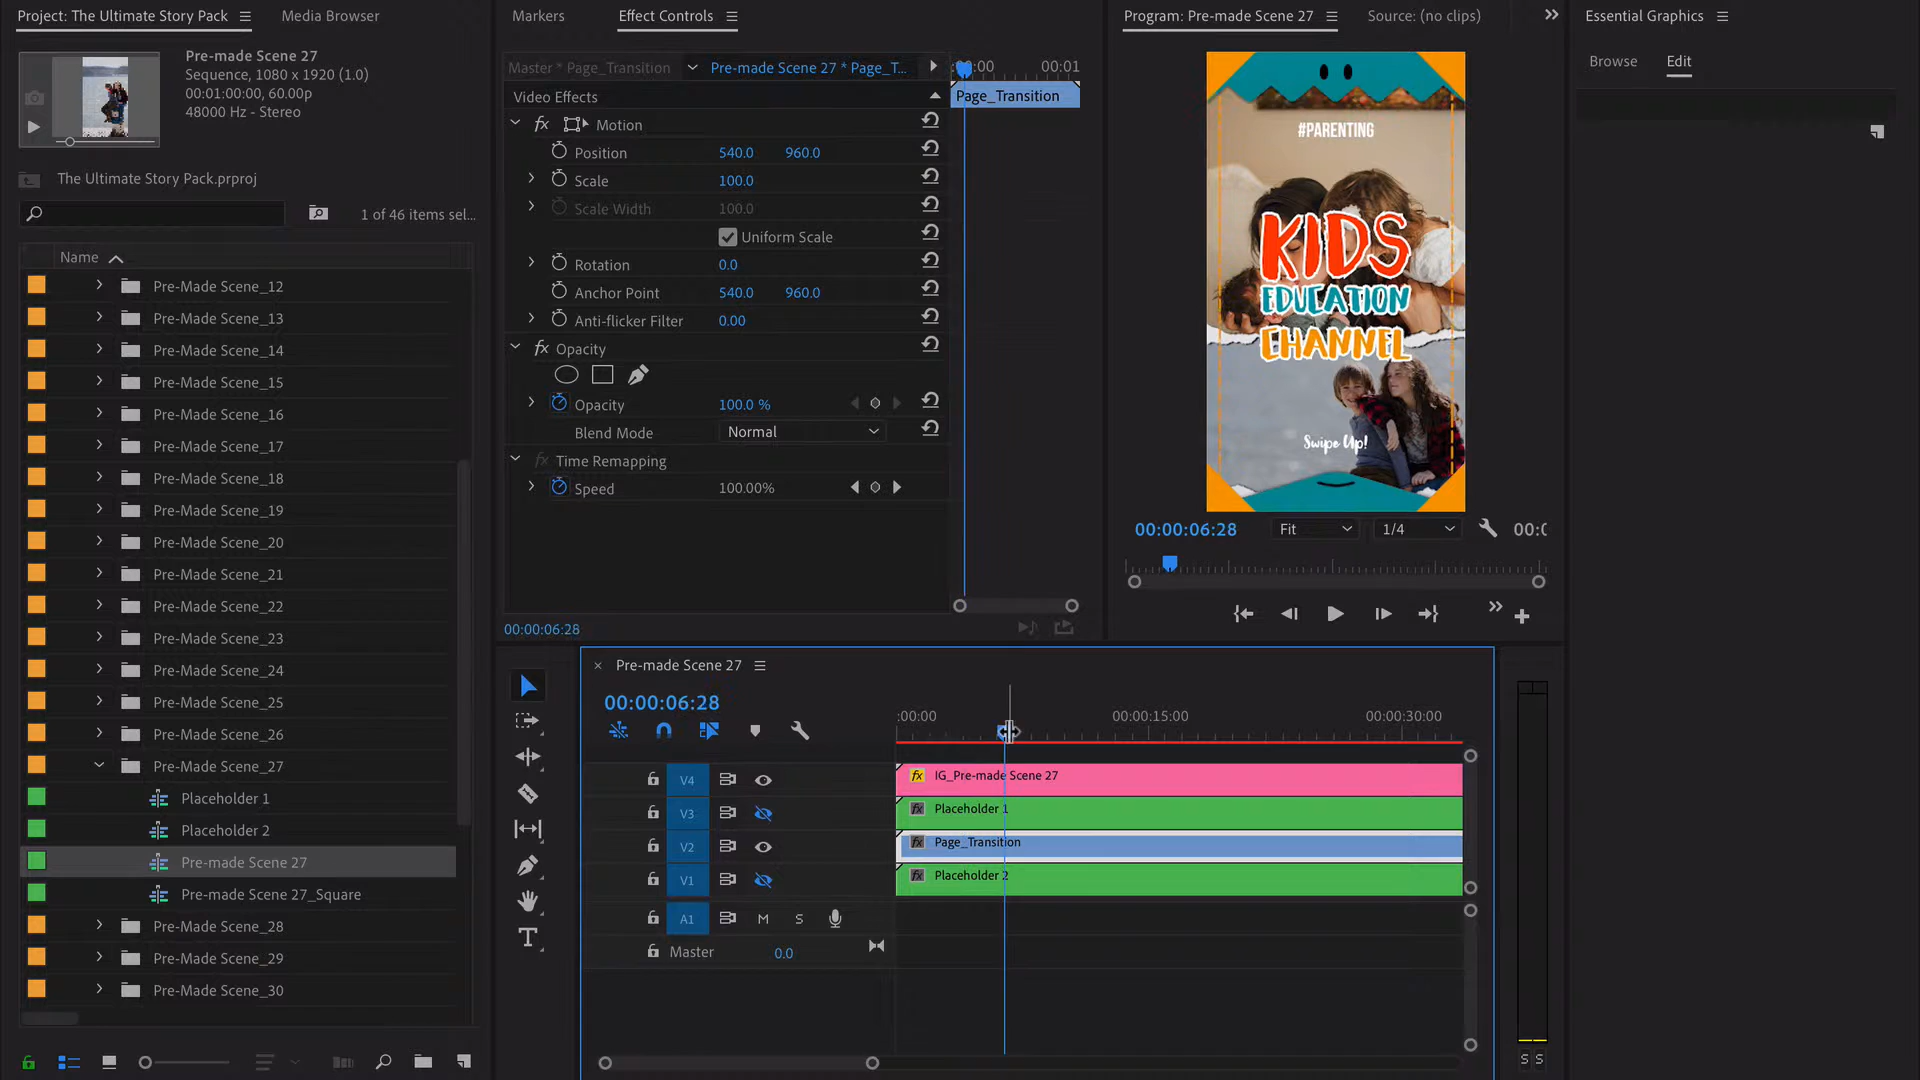 Project: The Ultimate Story Pack
Media Browser
Pre-made Scene 27
Sequence, 1080 x 1920 (1.0)
00:01:00:00, 60.00p
48000 Hz - Stereo
The Ultimate Story Pack.prproj
1 of 46 items sel...
Name
Pre-Made Scene_12
Pre-Made Scene_13
Pre-Made Scene_14
Pre-Made Scene_15
Pre-Made Scene_16
Pre-Made Scene_17
Pre-Made Scene_18
Pre-Made Scene_19
Pre-Made Scene_20
Pre-Made Scene_21
Pre-Made Scene_22
Pre-Made Scene_23
Pre-Made Scene_24
Pre-Made Scene_25
Pre-Made Scene_26
Pre-Made Scene_27
Placeholder 1
Placeholder 2
Pre-made Scene 27
Pre-made Scene 27_Square
Pre-Made Scene_28
Pre-Made Scene_29
Pre-Made Scene_30
Markers
Effect Controls
Master * Page_Transition
Pre-made Scene 27 * Page_T...
:00:00
00:01
Video Effects
Page_Transition
fx Motion
Position 540.0 960.0
Scale 100.0
Scale Width 100.0
Uniform Scale
Rotation 0.0
Anchor Point 540.0 960.0
Anti-flicker Filter 0.00
fx Opacity
Opacity 100.0 %
Blend Mode Normal
fx Time Remapping
Speed 100.00%
00:00:06:28
Program: Pre-made Scene 27
Source: (no clips)
#PARENTING
KIDS
EDUCATION
CHANNEL
Swipe Up!
00:00:06:28
Fit
1/4
00:0
Essential Graphics
Browse
Edit
Pre-made Scene 27
00:00:06:28
:00:00
00:00:15:00
00:00:30:00
V4
fx IG_Pre-made Scene 27
V3
fx Placeholder 1
V2
fx Page_Transition
V1
fx Placeholder 2
A1
M
S
Master
0.0
S S